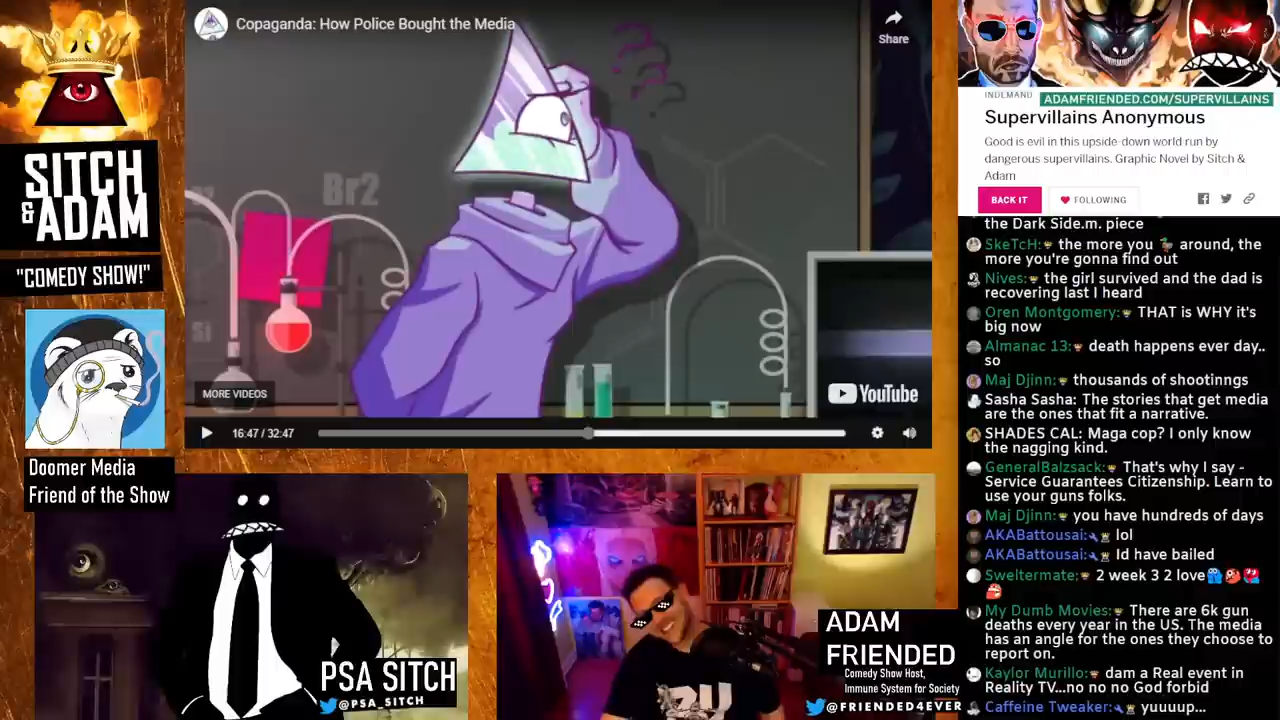 Copaganda: How Police Bought the Media
Share
Br2
MORE VIDEOS
YouTube
16:47 / 32:47
SITCH
& ADAM
"COMEDY SHOW!"
Doomer Media
Friend of the Show
PSA SITCH
@PSA_SITCH
ADAM
FRIENDED
Comedy Show Host,
Immune System for Society
@FRIENDED4EVER
INDEMAND
ADAMFRIENDED.COM/SUPERVILLAINS
Supervillains Anonymous
Good is evil in this upside-down world run by
dangerous supervillains. Graphic Novel by Sitch &
Adam
BACK IT
FOLLOWING
the Dark Side.m. piece
SkeTcH: the more you around, the
more you're gonna find out
Nives: the girl survived and the dad is
recovering last I heard
Oren Montgomery: THAT is WHY it's
big now
Almanac 13: death happens ever day..
so
Maj Djinn: thousands of shootinngs
Sasha Sasha: The stories that get media
are the ones that fit a narrative.
SHADES CAL: Maga cop? I only know
the nagging kind.
GeneralBalzsack: That's why I say -
Service Guarantees Citizenship. Learn to
use your guns folks.
Maj Djinn: you have hundreds of days
AKABattousai: lol
AKABattousai: Id have bailed
Sweltermate: 2 week 3 2 love
My Dumb Movies: There are 6k gun
deaths every year in the US. The media
has an angle for the ones they choose to
report on.
Kaylor Murillo: dam a Real event in
Reality TV...no no no God forbid
Caffeine Tweaker: yuuuup...